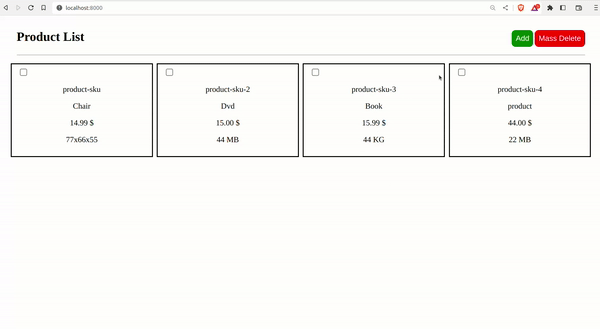 localhost:8000
Product List
Add
Mass Delete
product-sku
Chair
14.99 $
77x66x55
product-sku-2
Dvd
15.00 $
44 MB
product-sku-3
Book
15.99 $
44 KG
product-sku-4
product
44.00 $
22 MB